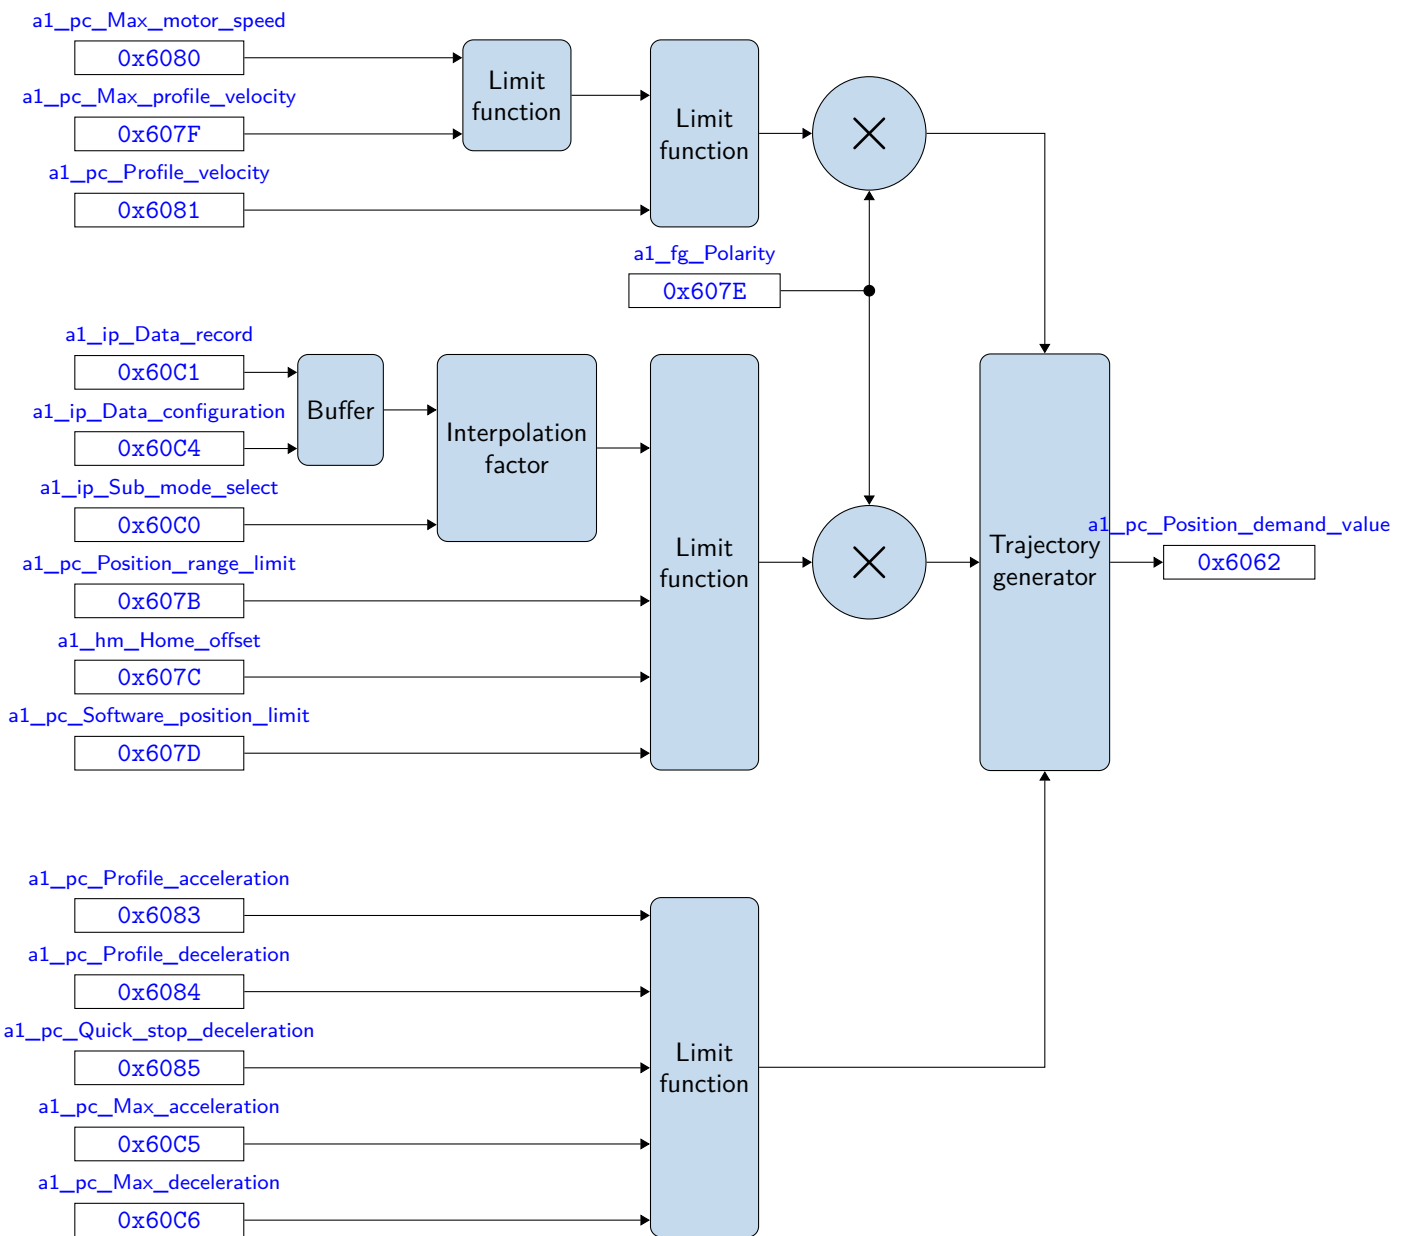 a1_pc_Max_motor_speed
0x6080
a1_pc_Max_profile_velocity
0x607F
a1_pc_Profile_velocity
0x6081
Limit
function
Limit
function
×
a1_fg_Polarity
0x607E
a1_ip_Data_record
0x60C1
a1_ip_Data_configuration
0x60C4
a1_ip_Sub_mode_select
0x60C0
a1_pc_Position_range_limit
0x607B
a1_hm_Home_offset
0x607C
a1_pc_Software_position_limit
0x607D
Buffer
Interpolation
factor
Limit
function
×
Trajectory
generator
a1_pc_Position_demand_value
0x6062
a1_pc_Profile_acceleration
0x6083
a1_pc_Profile_deceleration
0x6084
a1_pc_Quick_stop_deceleration
0x6085
a1_pc_Max_acceleration
0x60C5
a1_pc_Max_deceleration
0x60C6
Limit
function